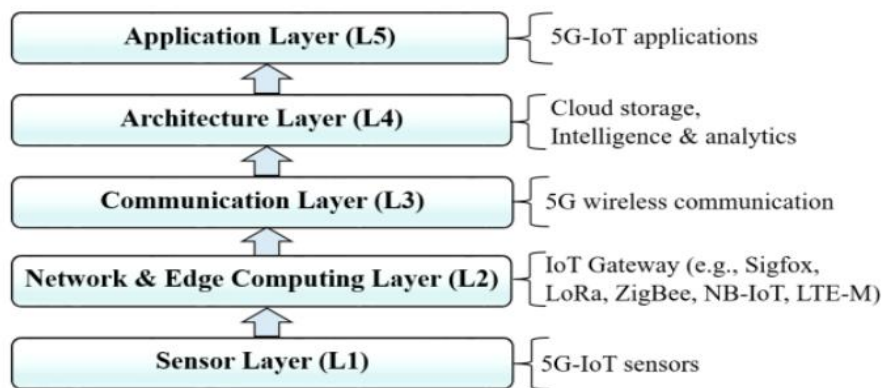 Application Layer (L5)
5G-IoT applications
Architecture Layer (L4)
Cloud storage,
Intelligence & analytics
Communication Layer (L3)
5G wireless communication
Network & Edge Computing Layer (L2)
IoT Gateway (e.g., Sigfox,
LoRa, ZigBee, NB-IoT, LTE-M)
Sensor Layer (L1)
5G-IoT sensors